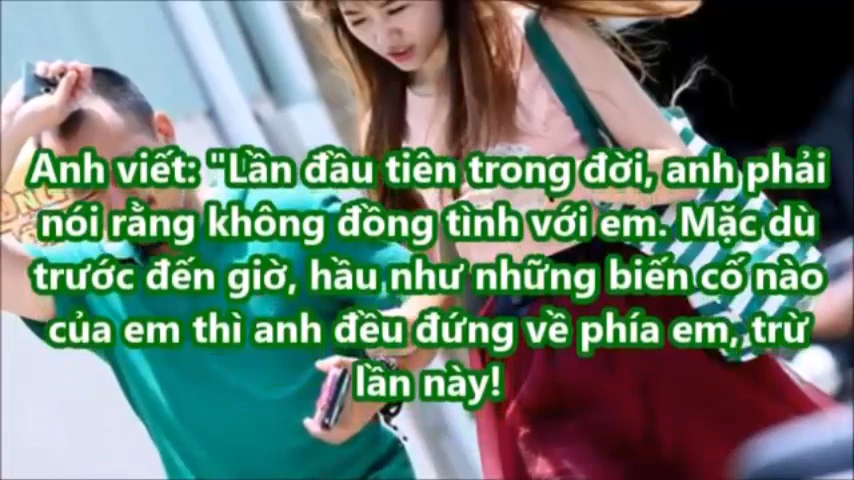 Anh viết: "Lần đầu tiên trong đời, anh phải
nói rằng không đồng tình với em. Mặc dù
trước đến giờ, hầu như những biến cố nào
của em thì anh đều đứng về phía em, trừ
lần này!